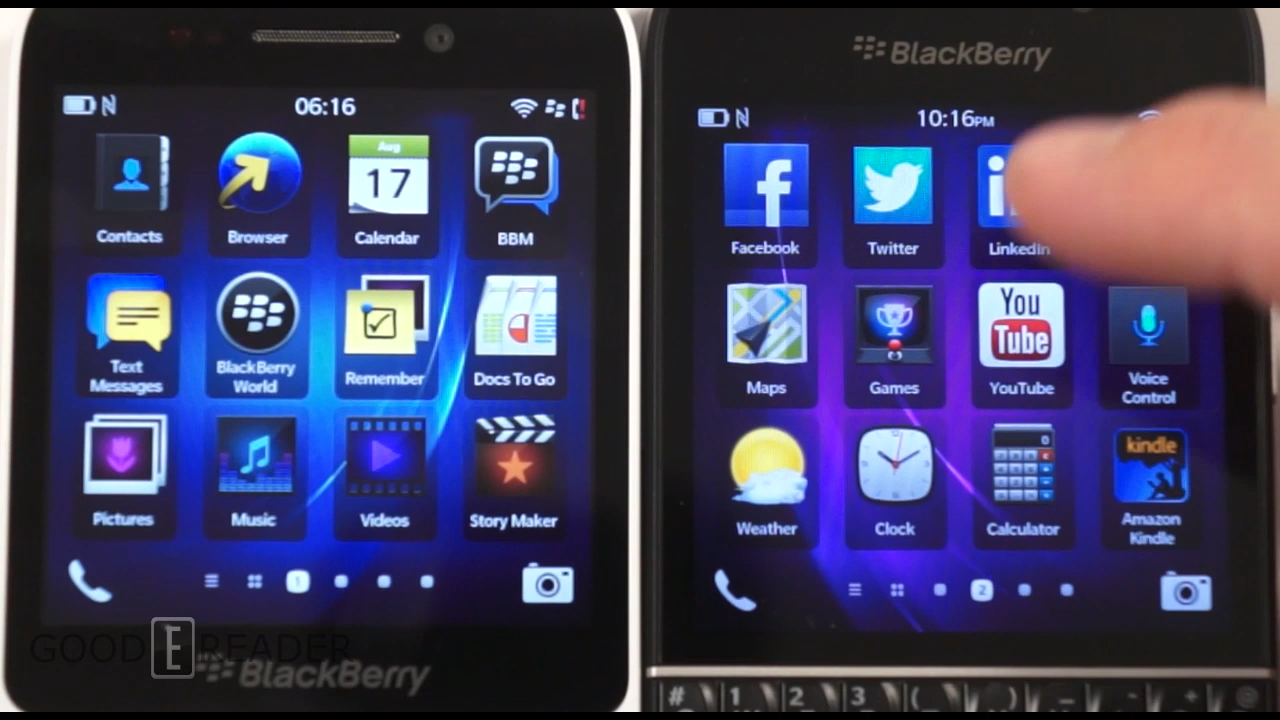 06:16
Aug
17
Contacts
Browser
Calendar
BBM
Text
Messages
BlackBerry
World
Remember
Docs To Go
Pictures
Music
Videos
Story Maker
1
GOOD E READER
BlackBerry
BlackBerry
10:16PM
f
Facebook
Twitter
LinkedIn
You
Tube
Maps
Games
YouTube
Voice
Control
0
kindle
Weather
Clock
Calculator
Amazon
Kindle
2
# 1 2 3 ( ) _ - +